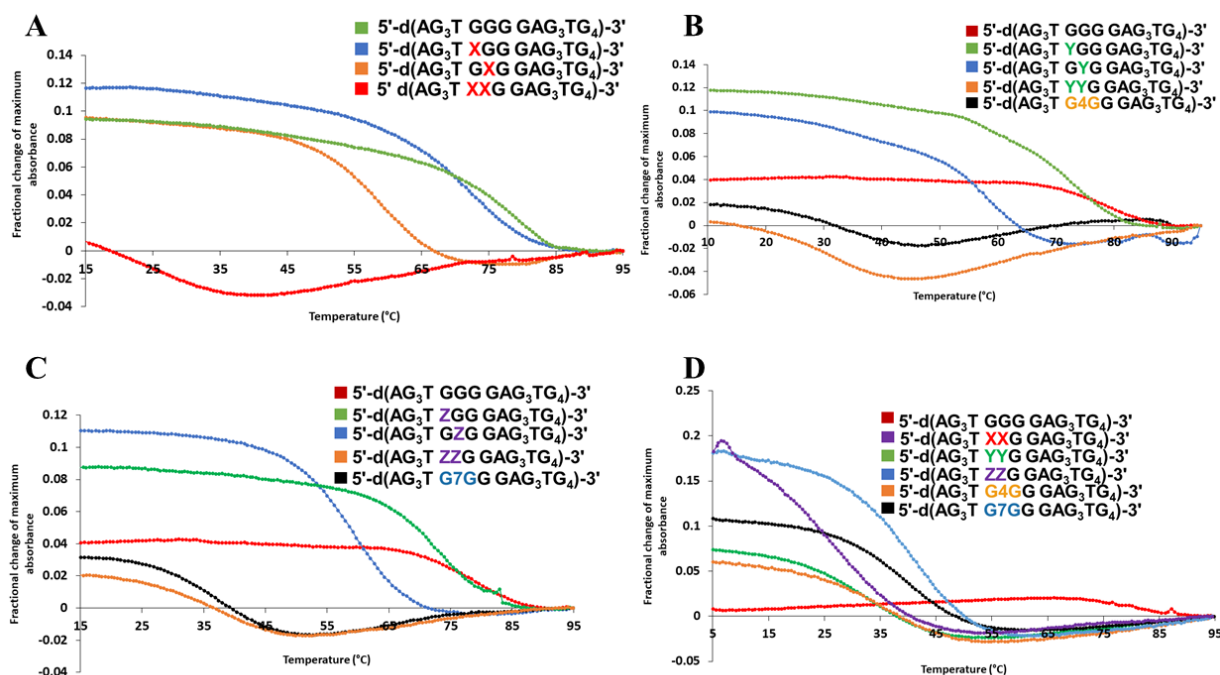 A
5'-d(AG₃T GGG GAG₃TG₄)-3'
5'-d(AG₃T XGG GAG₃TG₄)-3'
5'-d(AG₃T GXG GAG₃TG₄)-3'
5' d(AG₃T XXG GAG₃TG₄)-3'
Fractional change of maximum
absorbance
0.14
0.12
0.1
0.08
0.06
0.04
0.02
0
-0.02
-0.04
15 25 35 45 55 65 75 85 95
Temperature (°C)
B
5'-d(AG₃T GGG GAG₃TG₄)-3'
5'-d(AG₃T YGG GAG₃TG₄)-3'
5'-d(AG₃T GYG GAG₃TG₄)-3'
5'-d(AG₃T YYG GAG₃TG₄)-3'
5'-d(AG₃T G4GG GAG₃TG₄)-3'
Fractional change of maximum
absorbance
0.14
0.12
0.1
0.08
0.06
0.04
0.02
0
-0.02
-0.04
-0.06
10 20 30 40 50 60 70 80 90
Temperature (°C)
C
5'-d(AG₃T GGG GAG₃TG₄)-3'
5'-d(AG₃T ZGG GAG₃TG₄)-3'
5'-d(AG₃T GZG GAG₃TG₄)-3'
5'-d(AG₃T ZZG GAG₃TG₄)-3'
5'-d(AG₃T G7GG GAG₃TG₄)-3'
Fractional change of maximum
absorbance
0.12
0.1
0.08
0.06
0.04
0.02
0
-0.02
-0.04
15 25 35 45 55 65 75 85 95
Temperature (°C)
D
5'-d(AG₃T GGG GAG₃TG₄)-3'
5'-d(AG₃T XXG GAG₃TG₄)-3'
5'-d(AG₃T YYG GAG₃TG₄)-3'
5'-d(AG₃T ZZG GAG₃TG₄)-3'
5'-d(AG₃T G4GG GAG₃TG₄)-3'
5'-d(AG₃T G7GG GAG₃TG₄)-3'
Fractional change of maximum
absorbance
0.25
0.2
0.15
0.1
0.05
0
-0.05
5 15 25 35 45 55 65 75 85 95
Temperature (°C)